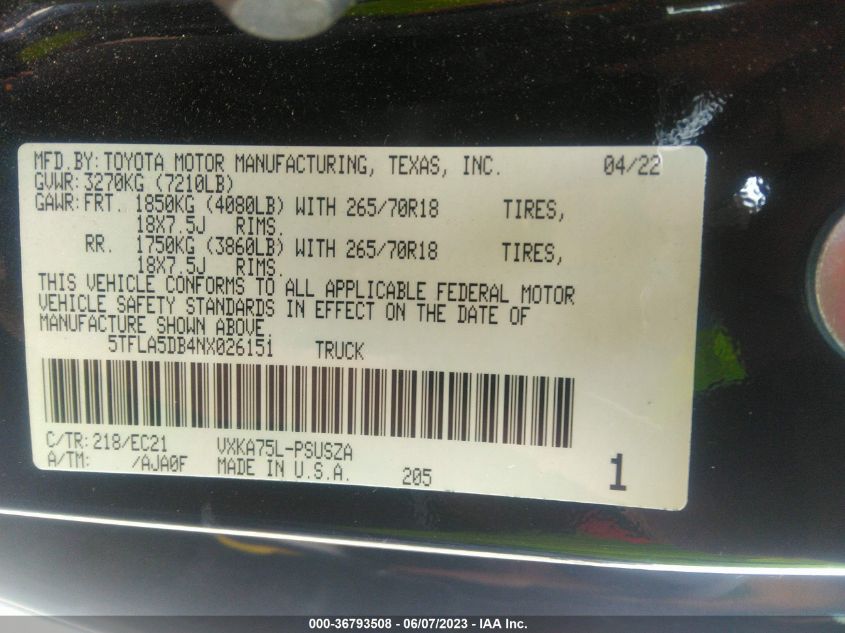 MFD.BY: TOYOTA MOTOR MANUFACTURING, TEXAS, INC. 04/22
GVWR: 3270KG (7210LB)
GAWR: FRT. 1850KG (4080LB) WITH 265/70R18 TIRES,
18X7.5J RIMS.
RR. 1750KG (3860LB) WITH 265/70R18 TIRES,
18X7.5J RIMS.
THIS VEHICLE CONFORMS TO ALL APPLICABLE FEDERAL MOTOR
VEHICLE SAFETY STANDARDS IN EFFECT ON THE DATE OF
MANUFACTURE SHOWN ABOVE.
5TFLA5DB4NX026151 TRUCK
C/TR: 218/EC21 VXKA75L-PSUSZA
A/TM: /AJA0F MADE IN U.S.A. 205 1
000-36793508 - 06/07/2023 - IAA Inc.